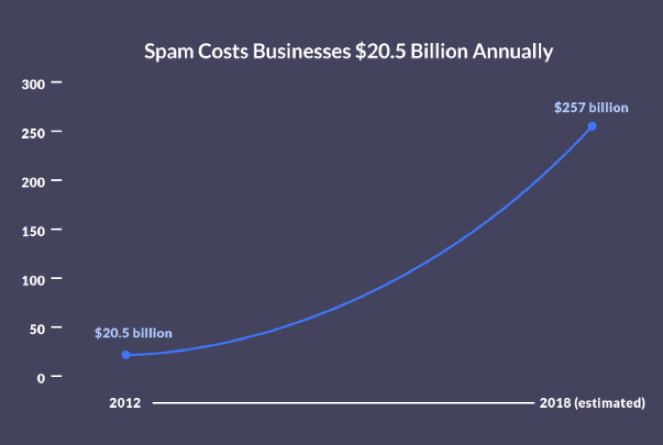 Spam Costs Businesses $20.5 Billion Annually
300
$257 billion
250
200
150
100
50
$20.5 billion
0
2012
2018 (estimated)